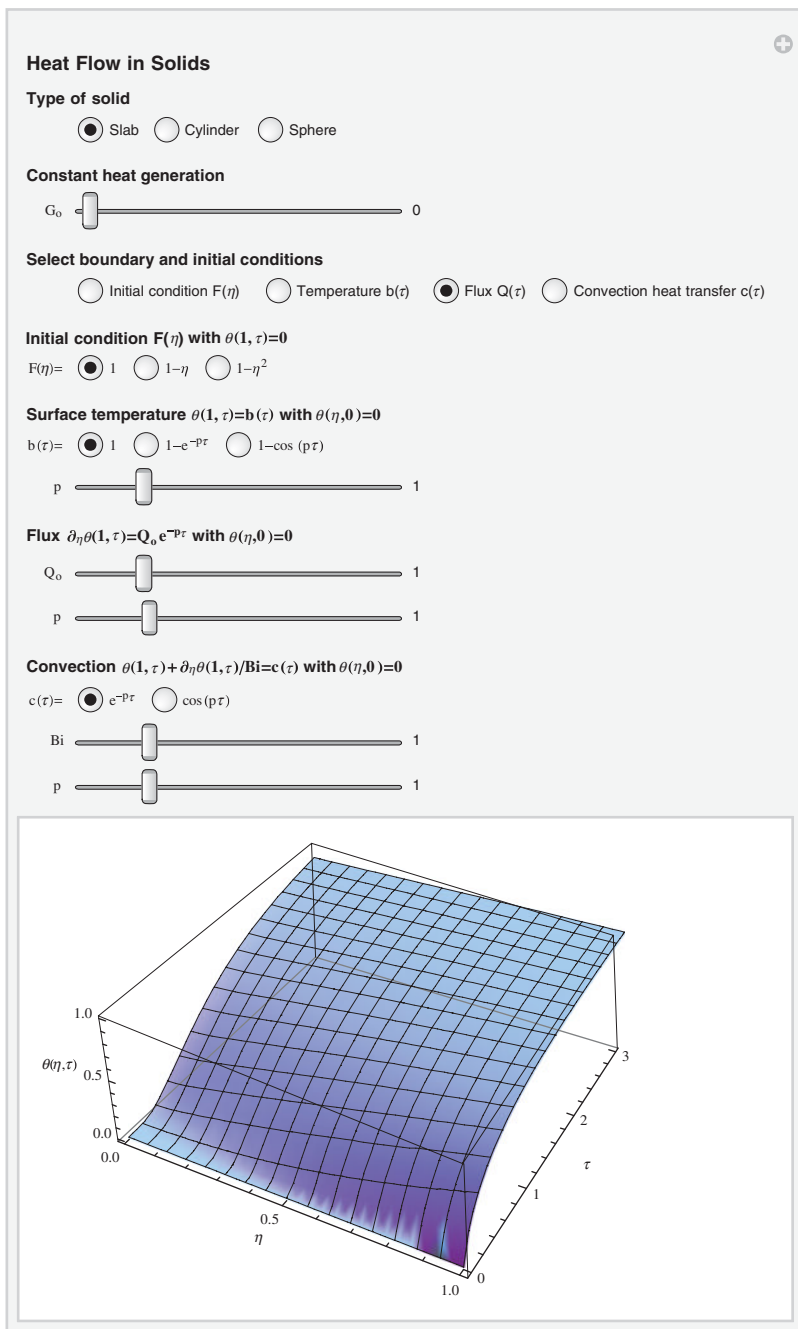 Heat Flow in Solids
Type of solid
Slab Cylinder Sphere
Constant heat generation
Gₒ 0
Select boundary and initial conditions
Initial condition F(η) Temperature b(τ) Flux Q(τ) Convection heat transfer c(τ)
Initial condition F(η) with θ(1, τ)=0
F(η)= 1 1−η 1−η²
Surface temperature θ(1, τ)=b(τ) with θ(η,0)=0
b(τ)= 1 1−e^−pτ 1−cos (pτ)
p 1
Flux ∂ηθ(1, τ)=Qₒ e^−pτ with θ(η,0)=0
Qₒ 1
p 1
Convection θ(1, τ)+∂ηθ(1, τ)/Bi=c(τ) with θ(η,0)=0
c(τ)= e^−pτ cos(pτ)
Bi 1
p 1
1.0
θ(η,τ) 0.5
0.0
0.0
0.5
η
1.0
0
1
τ
2
3